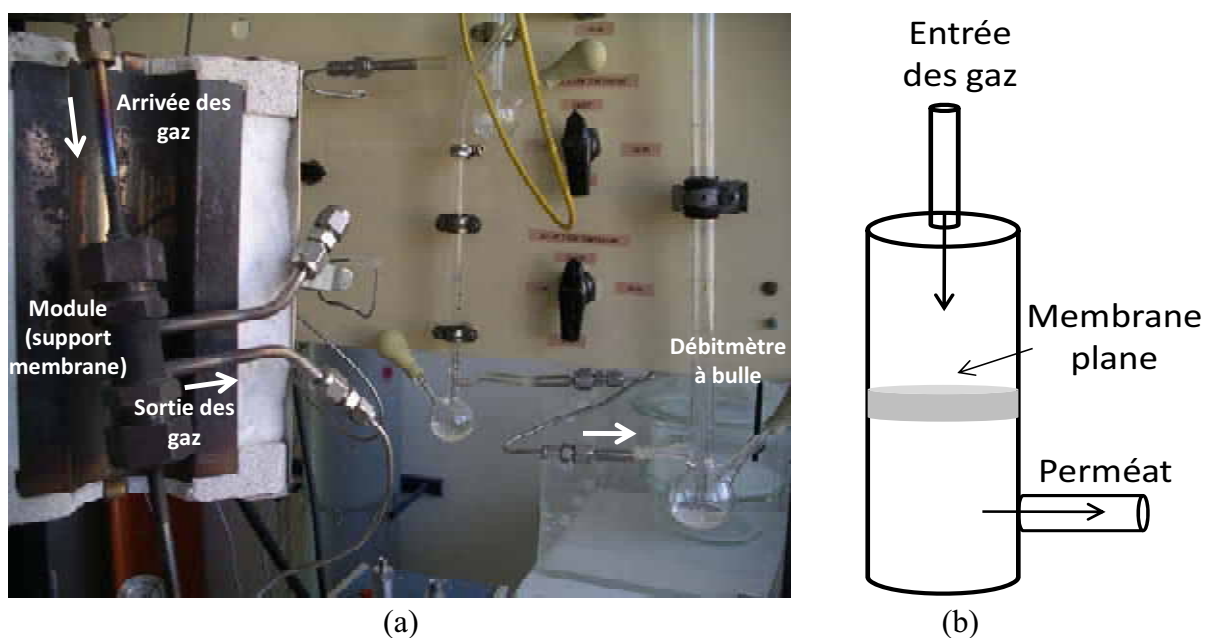 Arrivée des
gaz
Module
(support
membrane)
Sortie des
gaz
Débitmètre
à bulle
(a)
Entrée
des gaz
Membrane
plane
Perméat
(b)